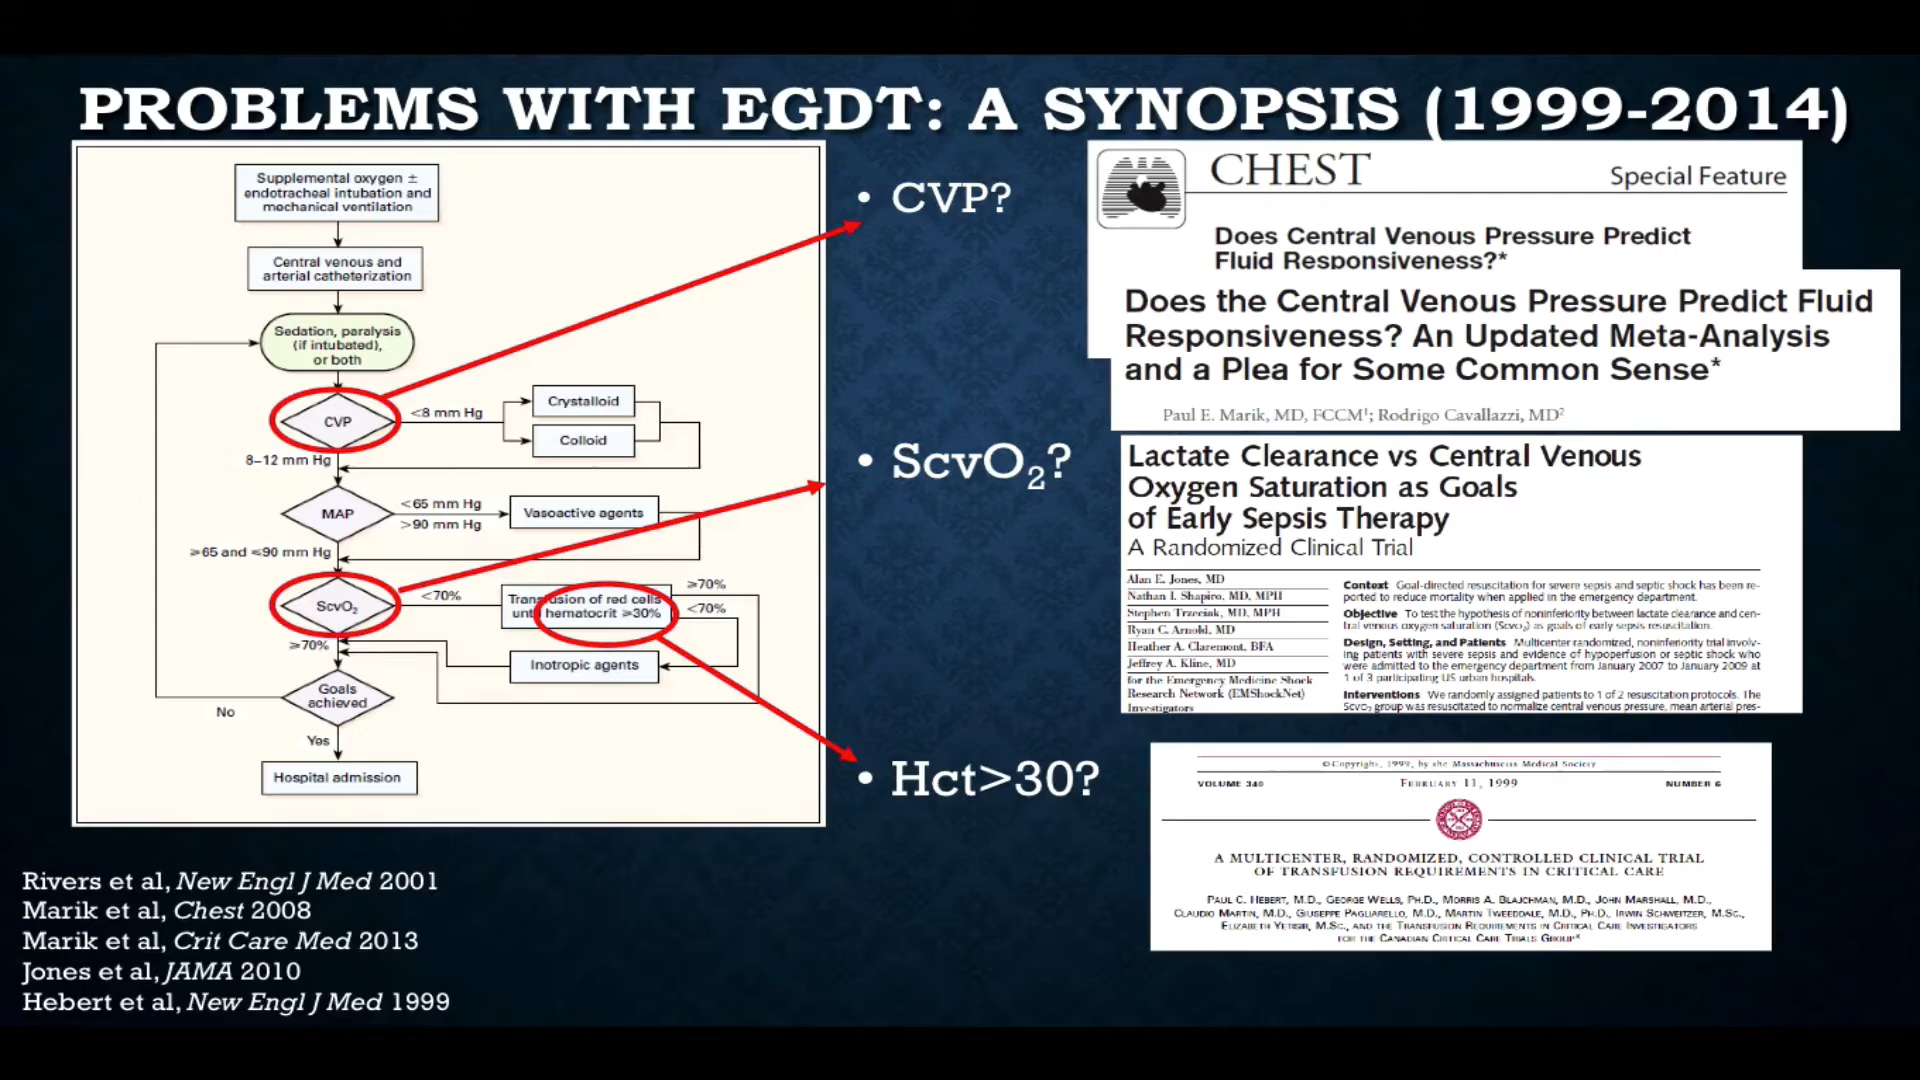 PROBLEMS WITH EGDT: A SYNOPSIS (1999-2014)
Supplemental oxygen ±
endotracheal intubation and
mechanical ventilation
Central venous and
arterial catheterization
Sedation, paralysis
(if intubated),
or both
CVP
<8 mm Hg
Crystalloid
Colloid
8–12 mm Hg
MAP
<65 mm Hg
>90 mm Hg
Vasoactive agents
≥65 and ≤90 mm Hg
ScvO₂
<70%
Transfusion of red cells
until hematocrit ≥30%
≥70%
<70%
≥70%
Inotropic agents
Goals
achieved
No
Yes
Hospital admission
• CVP?
• ScvO₂?
• Hct>30?
CHEST
Special Feature
Does Central Venous Pressure Predict
Fluid Responsiveness?*
Does the Central Venous Pressure Predict Fluid
Responsiveness? An Updated Meta-Analysis
and a Plea for Some Common Sense*
Paul E. Marik, MD, FCCM¹; Rodrigo Cavallazzi, MD²
Lactate Clearance vs Central Venous
Oxygen Saturation as Goals
of Early Sepsis Therapy
A Randomized Clinical Trial
Alan E. Jones, MD
Nathan I. Shapiro, MD, MPH
Stephen Trzeciak, MD, MPH
Ryan C. Arnold, MD
Heather A. Claremont, BFA
Jeffrey A. Kline, MD
for the Emergency Medicine Shock
Research Network (EMShockNet)
Investigators
Context Goal-directed resuscitation for severe sepsis and septic shock has been re-
ported to reduce mortality when applied in the emergency department.
Objective To test the hypothesis of noninferiority between lactate clearance and cen-
tral venous oxygen saturation (ScvO₂) as goals of early sepsis resuscitation.
Design, Setting, and Patients Multicenter randomized, noninferiority trial involv-
ing patients with severe sepsis and evidence of hypoperfusion or septic shock who
were admitted to the emergency department from January 2007 to January 2009 at
1 of 3 participating US urban hospitals.
Interventions We randomly assigned patients to 1 of 2 resuscitation protocols. The
ScvO₂ group was resuscitated to normalize central venous pressure, mean arterial pres-
© Copyright, 1999, by the Massachusetts Medical Society
VOLUME 340
FEBRUARY 11, 1999
NUMBER 6
A MULTICENTER, RANDOMIZED, CONTROLLED CLINICAL TRIAL
OF TRANSFUSION REQUIREMENTS IN CRITICAL CARE
PAUL C. HEBERT, M.D., GEORGE WELLS, PH.D., MORRIS A. BLAJCHMAN, M.D., JOHN MARSHALL, M.D.,
CLAUDIO MARTIN, M.D., GIUSEPPE PAGLIARELLO, M.D., MARTIN TWEEDDALE, M.D., PH.D., IRWIN SCHWEITZER, M.SC.,
ELIZABETH YETISIR, M.SC., AND THE TRANSFUSION REQUIREMENTS IN CRITICAL CARE INVESTIGATORS
FOR THE CANADIAN CRITICAL CARE TRIALS GROUP*
Rivers et al, New Engl J Med 2001
Marik et al, Chest 2008
Marik et al, Crit Care Med 2013
Jones et al, JAMA 2010
Hebert et al, New Engl J Med 1999